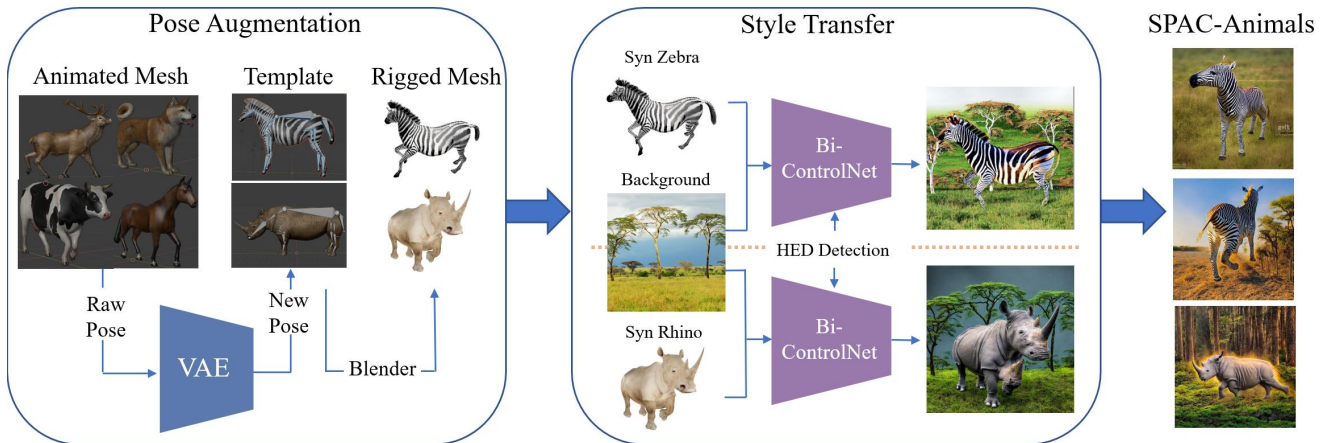 Pose Augmentation
Animated Mesh
Template
Rigged Mesh
Raw
Pose
New
Pose
VAE
Blender
Style Transfer
Syn Zebra
Background
Syn Rhino
Bi-
ControlNet
HED Detection
Bi-
ControlNet
SPAC-Animals